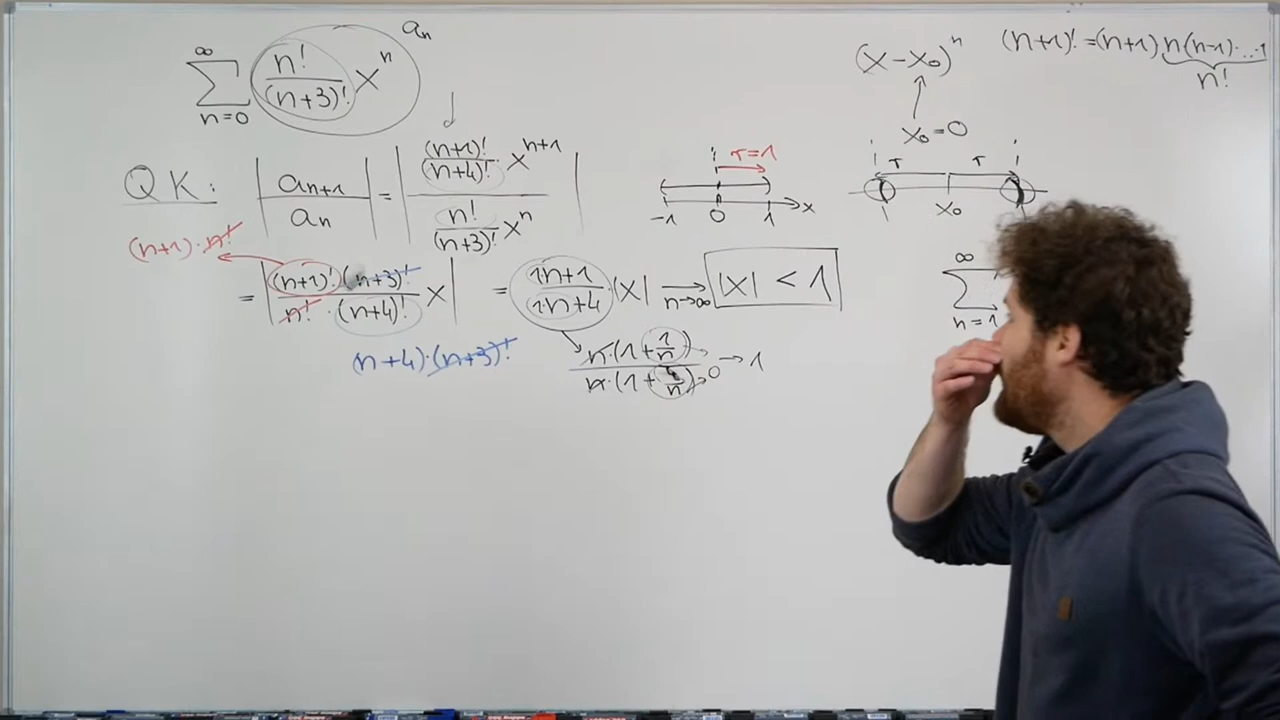 ∞
Σ n!/(n+3)! xⁿ aₙ
n=0
(x-x₀)ⁿ
(n+1)! = (n+1) n(n-1)·...·1
n!
x₀=0
QK: |aₙ₊₁/aₙ| = |(n+1)!/(n+4)! · xⁿ⁺¹ / n!/(n+3)! xⁿ|
r=1
-1 0 1 x
r r
x₀
(n+1)·n!
= |(n+1)!(n+3)!/n!·(n+4)! x| = 1n+1/1·n+4 ·|x| → n→∞ |x| < 1
∞
Σ
n=1
(n+4)·(n+3)!
n·(1+1/n)/n·(1+4/n) →0 →1